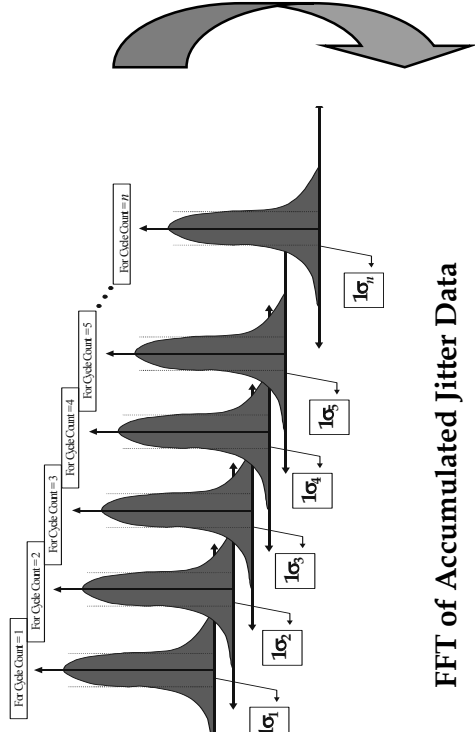 For Cycle Count = 1
For Cycle Count = 2
For Cycle Count = 3
For Cycle Count = 4
For Cycle Count = 5
For Cycle Count = n
1σ1
1σ2
1σ3
1σ4
1σ5
1σn
FFT of Accumulated Jitter Data